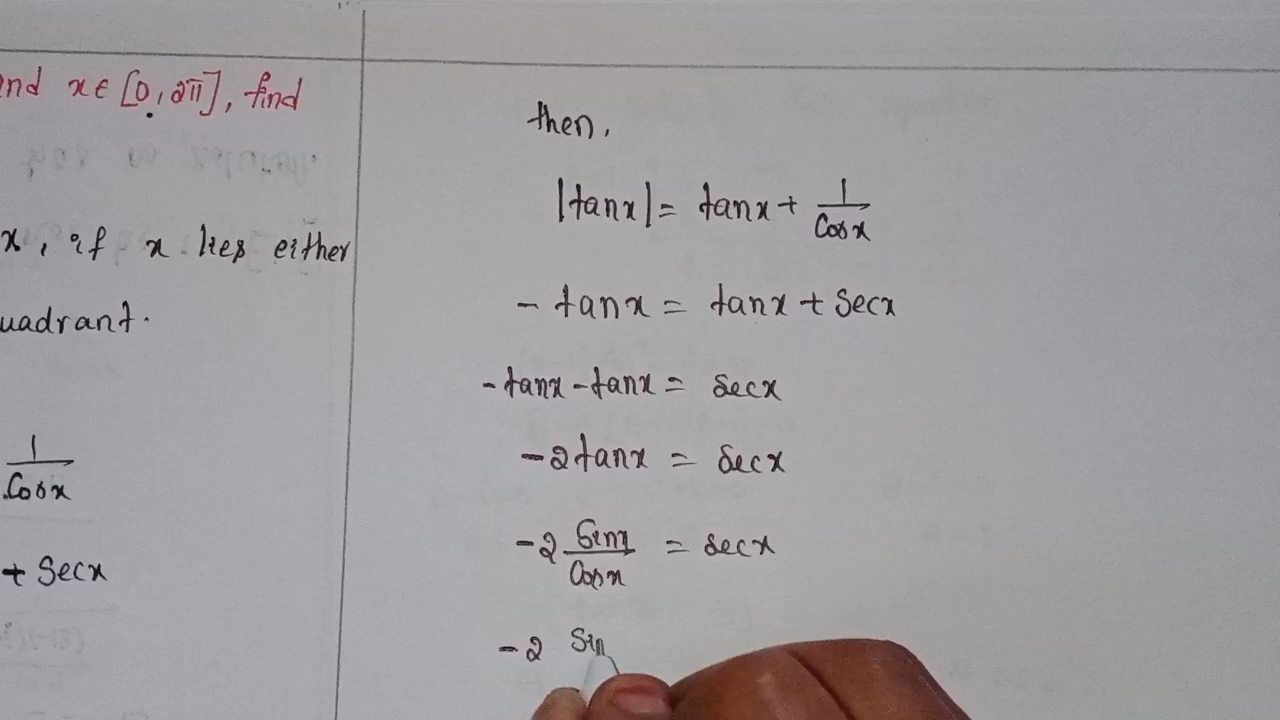 and x∈[0,2π], find
x, if x lies either
uadrant.
1/Cosx
+ Secx
then,
|tanx| = tanx + 1/Cosx
- tanx = tanx + Secx
-tanx - tanx = Secx
-2tanx = Secx
-2 Sinx/Cosx = Secx
-2 Sin